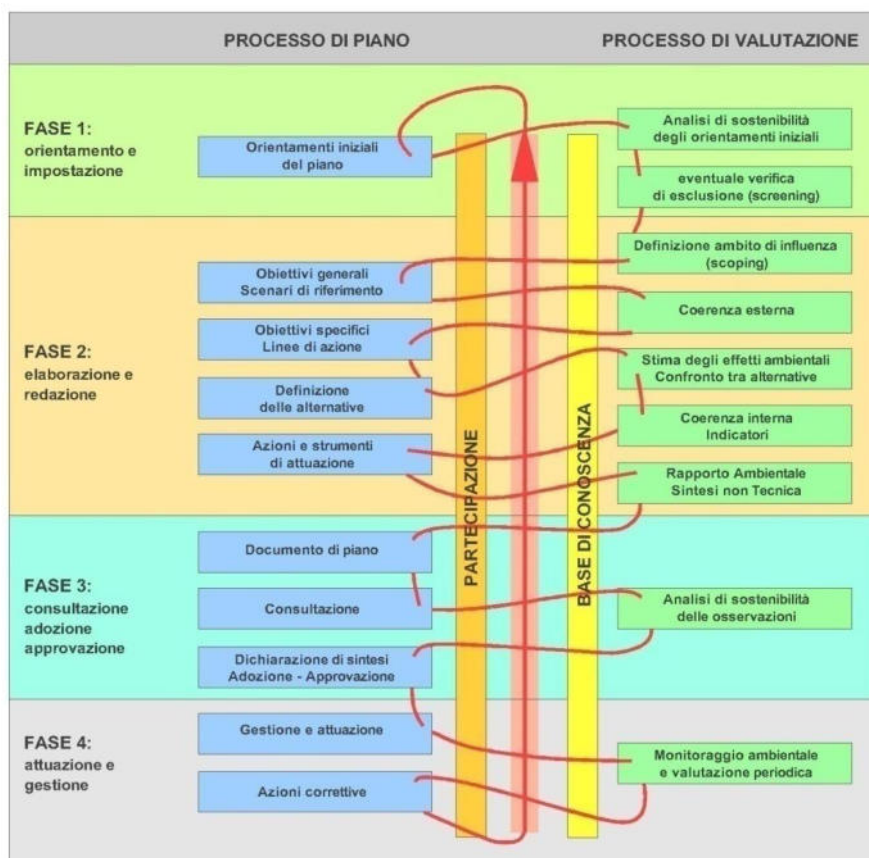 PROCESSO DI PIANO
PROCESSO DI VALUTAZIONE
FASE 1:
orientamento e
impostazione
Orientamenti iniziali
del piano
Analisi di sostenibilità
degli orientamenti iniziali
eventuale verifica
di esclusione (screening)
FASE 2:
elaborazione e
redazione
Obiettivi generali
Scenari di riferimento
Obiettivi specifici
Linee di azione
Definizione
delle alternative
Azioni e strumenti
di attuazione
Definizione ambito di influenza
(scoping)
Coerenza esterna
Stima degli effetti ambientali
Confronto tra alternative
Coerenza interna
Indicatori
Rapporto Ambientale
Sintesi non Tecnica
PARTECIPAZIONE
BASE DI CONOSCENZA
FASE 3:
consultazione
adozione
approvazione
Documento di piano
Consultazione
Dichiarazione di sintesi
Adozione - Approvazione
Analisi di sostenibilità
delle osservazioni
FASE 4:
attuazione e
gestione
Gestione e attuazione
Azioni correttive
Monitoraggio ambientale
e valutazione periodica